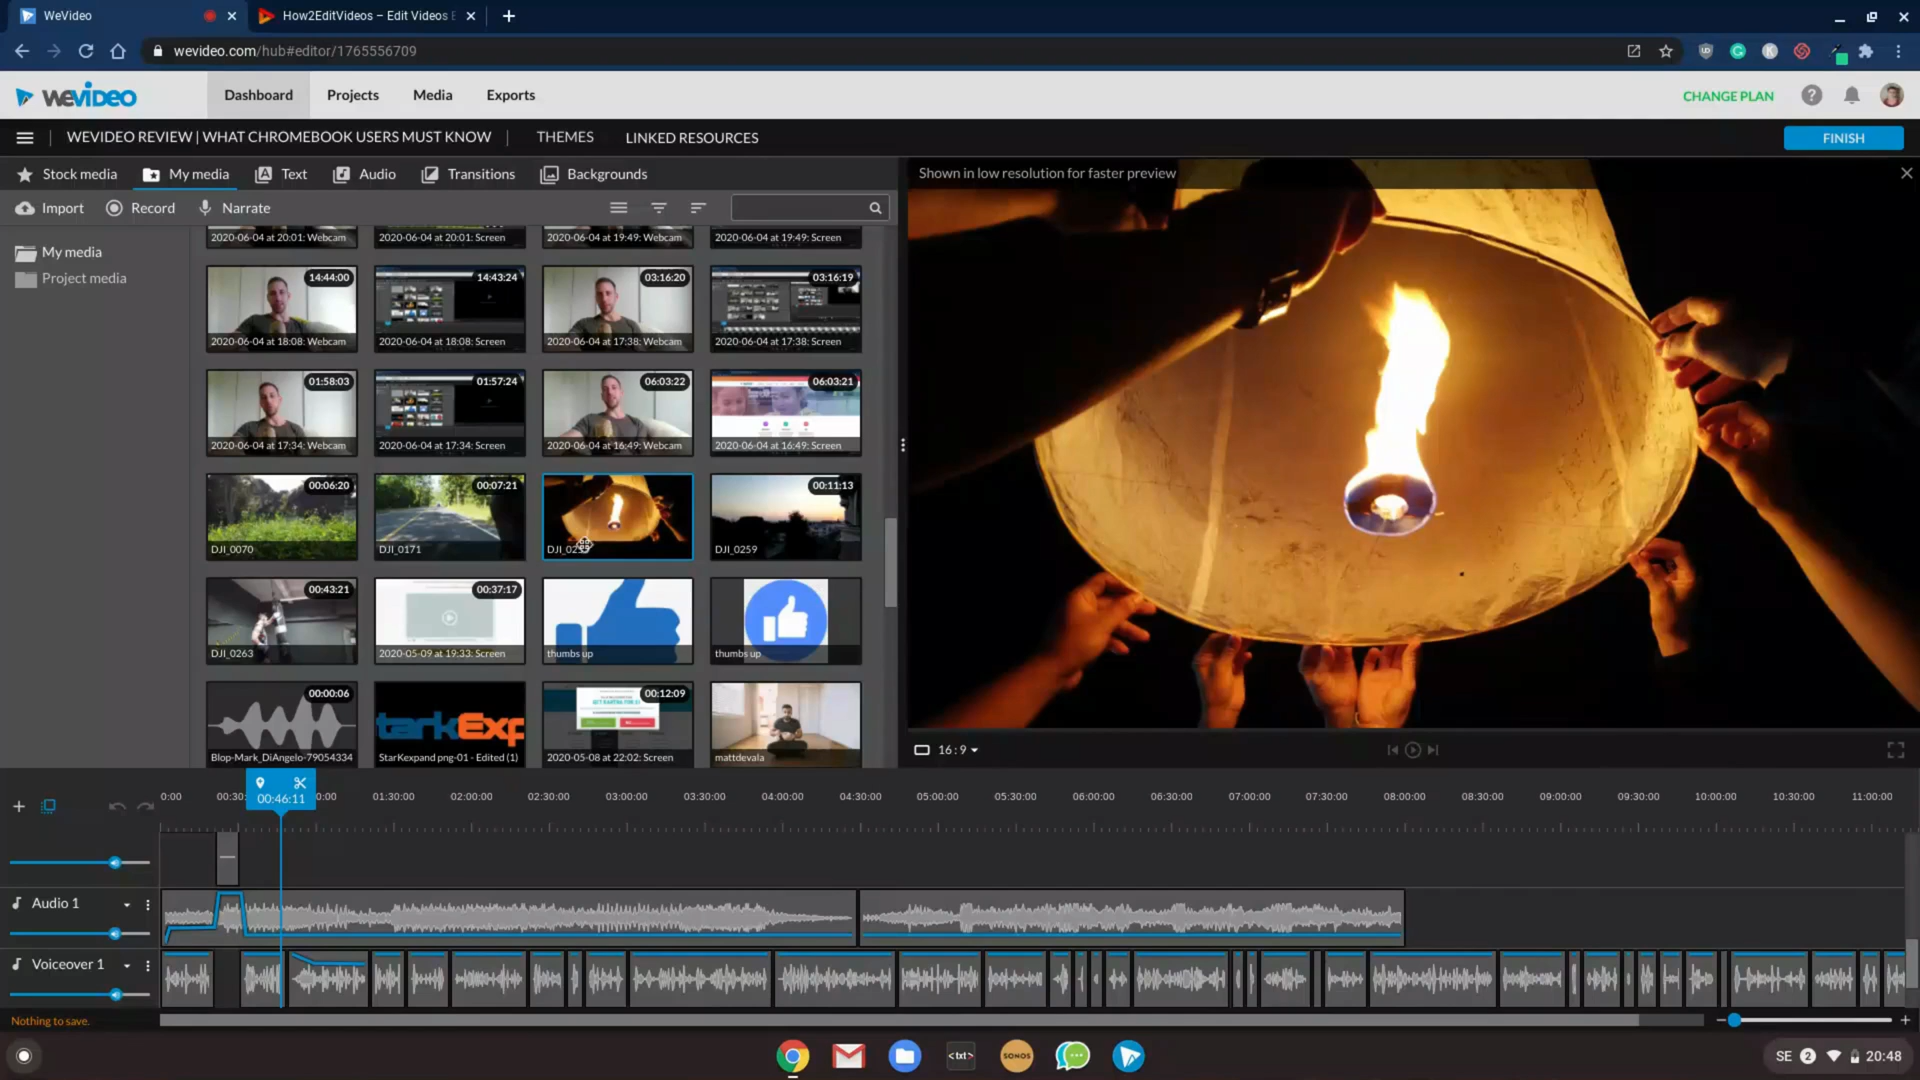 WeVideo
How2EditVideos – Edit Videos E
wevideo.com/hub#editor/1765556709
WEVIDEO
Dashboard
Projects
Media
Exports
CHANGE PLAN
WEVIDEO REVIEW | WHAT CHROMEBOOK USERS MUST KNOW
THEMES
LINKED RESOURCES
FINISH
Stock media
My media
Text
Audio
Transitions
Backgrounds
Import
Record
Narrate
Shown in low resolution for faster preview
My media
Project media
2020-06-04 at 20:01: Webcam
2020-06-04 at 20:01: Screen
2020-06-04 at 19:49: Webcam
2020-06-04 at 19:49: Screen
14:44:00
14:43:24
03:16:20
03:16:19
2020-06-04 at 18:08: Webcam
2020-06-04 at 18:08: Screen
2020-06-04 at 17:38: Webcam
2020-06-04 at 17:38: Screen
01:58:03
01:57:24
06:03:22
06:03:21
2020-06-04 at 17:34: Webcam
2020-06-04 at 17:34: Screen
2020-06-04 at 16:49: Webcam
2020-06-04 at 16:49: Screen
00:06:20
00:07:21
00:11:13
DJI_0070
DJI_0171
DJI_0259
00:43:21
00:37:17
DJI_0263
2020-05-09 at 19:33: Screen
thumbs up
thumbs up
00:00:06
00:12:09
tarkExp
Blop-Mark_DiAngelo-79054334
StarKexpand png-01 - Edited (1)
2020-05-08 at 22:02: Screen
mattdevala
16:9
00:46:11
0:00
00:30:
0:00
01:30:00
02:00:00
02:30:00
03:00:00
03:30:00
04:00:00
04:30:00
05:00:00
05:30:00
06:00:00
06:30:00
07:00:00
07:30:00
08:00:00
08:30:00
09:00:00
09:30:00
10:00:00
10:30:00
11:00:00
Audio 1
Voiceover 1
Nothing to save.
<txt>
SONOS
SE
2
20:48